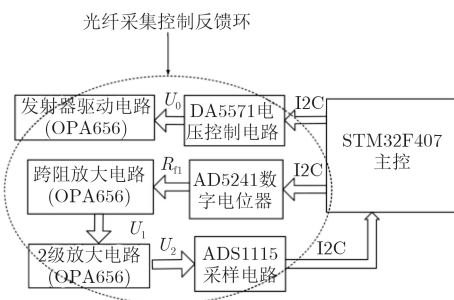 光纤采集控制反馈环
发射器驱动电路
(OPA656)
U0
DA5571电
压控制电路
I2C
STM32F407
主控
跨阻放大电路
(OPA656)
Rf1
AD5241数
字电位器
I2C
U1
2级放大电路
(OPA656)
U2
ADS1115
采样电路
I2C